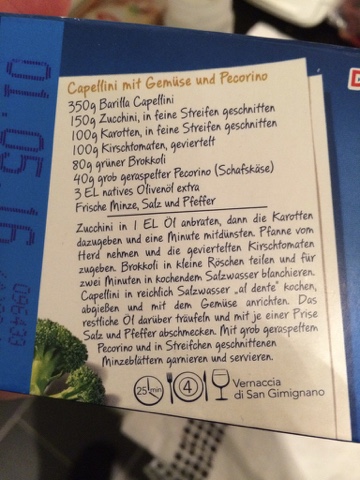 Capellini mit Gemüse und Pecorino
350g Barilla Capellini
150g Zucchini, in feine Streifen geschnitten
100g Karotten, in feine Streifen geschnitten
100g Kirschtomaten, geviertelt
80g grüner Brokkoli
40g grob geraspelter Pecorino (Schafskäse)
3 EL natives Olivenöl extra
Frische Minze, Salz und Pfeffer
Zucchini in 1 EL Öl anbraten, dann die Karotten
dazugeben und eine Minute mitdünsten. Pfanne vom
Herd nehmen und die geviertelten Kirschtomaten
zugeben. Brokkoli in kleine Röschen teilen und für
zwei Minuten in kochendem Salzwasser blanchieren.
Capellini in reichlich Salzwasser „al dente" kochen,
abgießen und mit dem Gemüse anrichten. Das
restliche Öl darüber träufeln und mit je einer Prise
Salz und Pfeffer abschmecken. Mit grob geraspeltem
Pecorino und in Streifchen geschnittenen
Minzeblättern garnieren und servieren.
25 min
4
Vernaccia
di San Gimignano
01.05.16